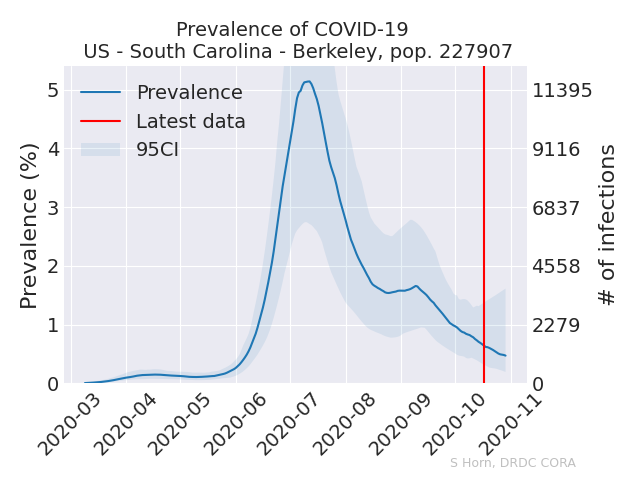 Prevalence of COVID-19
US - South Carolina - Berkeley, pop. 227907
Prevalence
Latest data
95CI
Prevalence (%)
5
4
3
2
1
0
11395
9116
6837
4558
2279
0
# of infections
2020-03
2020-04
2020-05
2020-06
2020-07
2020-08
2020-09
2020-10
2020-11
S Horn, DRDC CORA